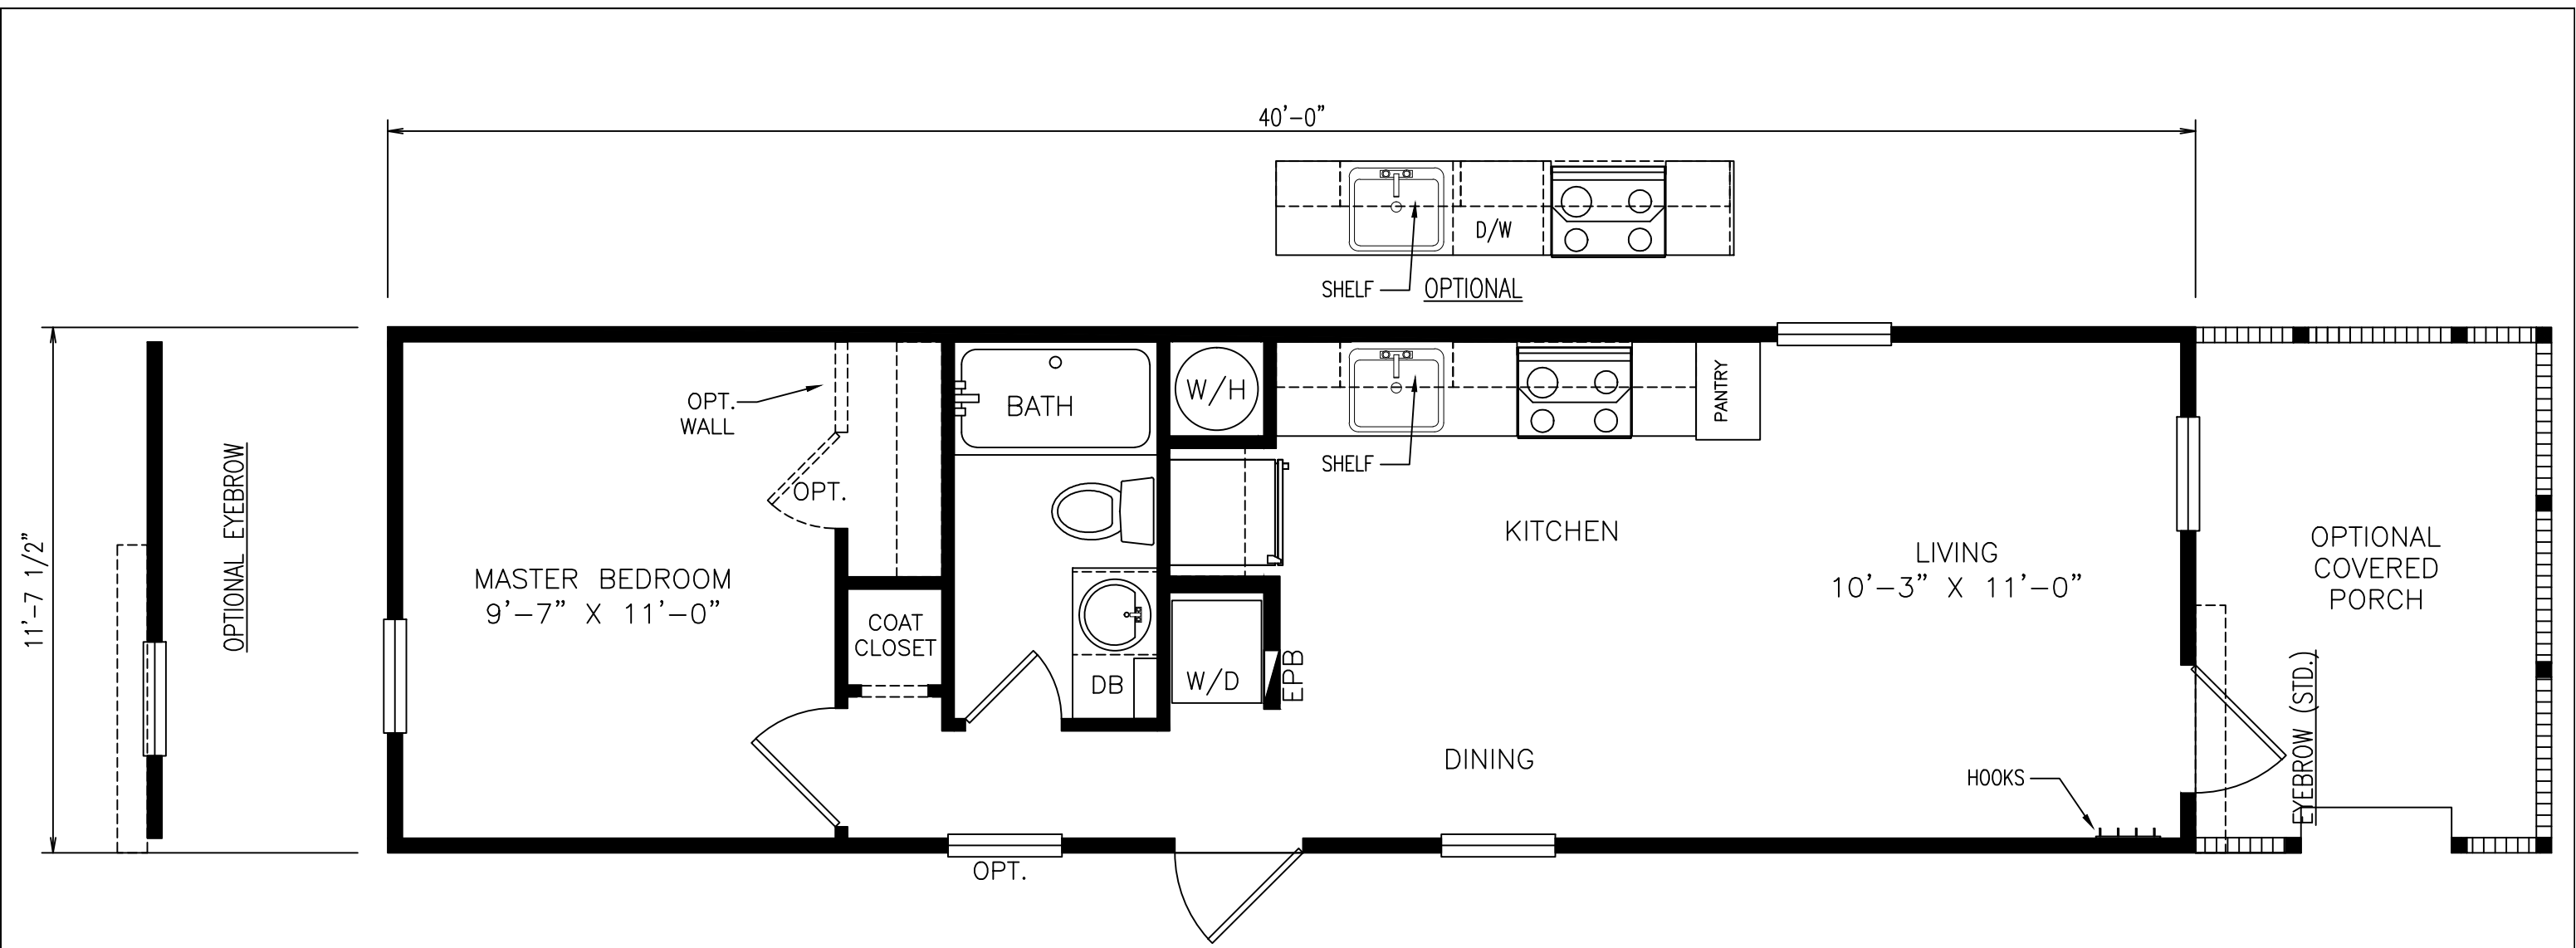 40'-0"
D/W
SHELF
OPTIONAL
11'-7 1/2"
OPTIONAL EYEBROW
OPT.
WALL
OPT.
MASTER BEDROOM
9'-7" X 11'-0"
COAT
CLOSET
BATH
DB
W/H
W/D
EPB
SHELF
PANTRY
KITCHEN
DINING
LIVING
10'-3" X 11'-0"
HOOKS
EYEBROW (STD.)
OPTIONAL
COVERED
PORCH
OPT.